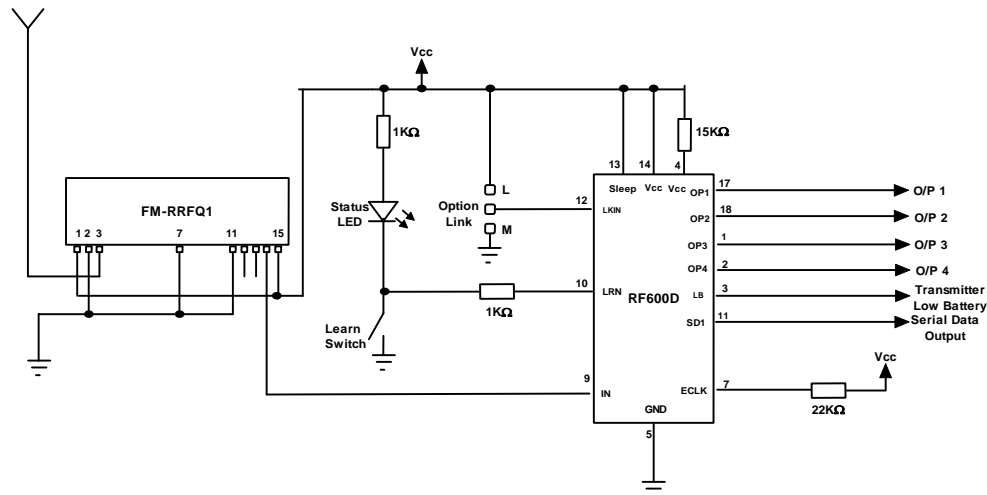 Vcc
1KΩ
15KΩ
13
14
4
Sleep
Vcc
Vcc
OP1
17
O/P 1
FM-RRFQ1
1 2 3
7
11
15
Status
LED
Option
Link
L
M
12
LKIN
OP2
18
O/P 2
OP3
1
O/P 3
OP4
2
O/P 4
10
LRN
RF600D
LB
3
Transmitter
Low Battery
1KΩ
SD1
11
Serial Data
Output
Learn
Switch
Vcc
9
IN
ECLK
7
22KΩ
GND
5